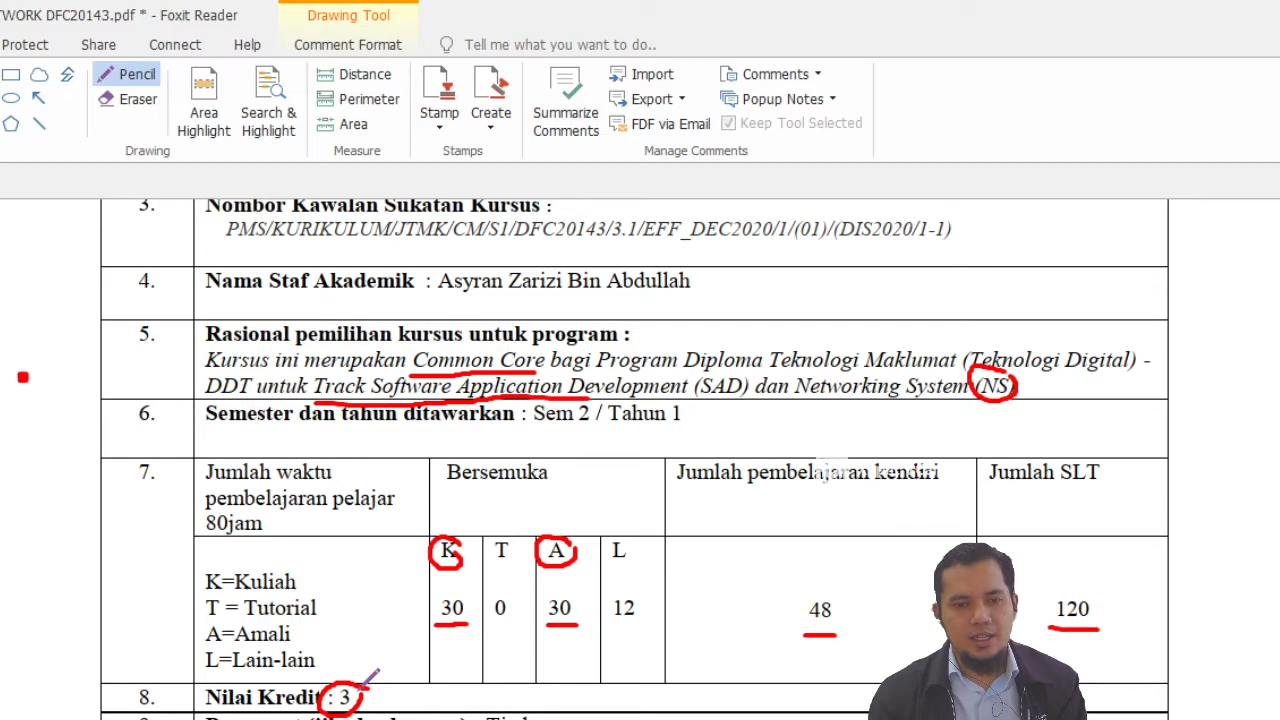 TWORK DFC20143.pdf * - Foxit Reader
Drawing Tool
Protect Share Connect Help Comment Format Tell me what you want to do..
Pencil
Eraser
Area Highlight
Search & Highlight
Distance
Perimeter
Area
Stamp
Create
Summarize Comments
Import
Export
FDF via Email
Comments
Popup Notes
Keep Tool Selected
Drawing Measure Stamps Manage Comments
3. Nombor Kawalan Sukatan Kursus :
PMS/KURIKULUM/JTMK/CM/S1/DFC20143/3.1/EFF_DEC2020/1/(01)/(DIS2020/1-1)
4. Nama Staf Akademik : Asyran Zarizi Bin Abdullah
5. Rasional pemilihan kursus untuk program :
Kursus ini merupakan Common Core bagi Program Diploma Teknologi Maklumat (Teknologi Digital) -
DDT untuk Track Software Application Development (SAD) dan Networking System (NS)
6. Semester dan tahun ditawarkan : Sem 2 / Tahun 1
7. Jumlah waktu Bersemuka Jumlah pembelajaran kendiri Jumlah SLT
pembelajaran pelajar
80jam
K T A L
K=Kuliah
T = Tutorial 30 0 30 12 48 120
A=Amali
L=Lain-lain
8. Nilai Kredit : 3